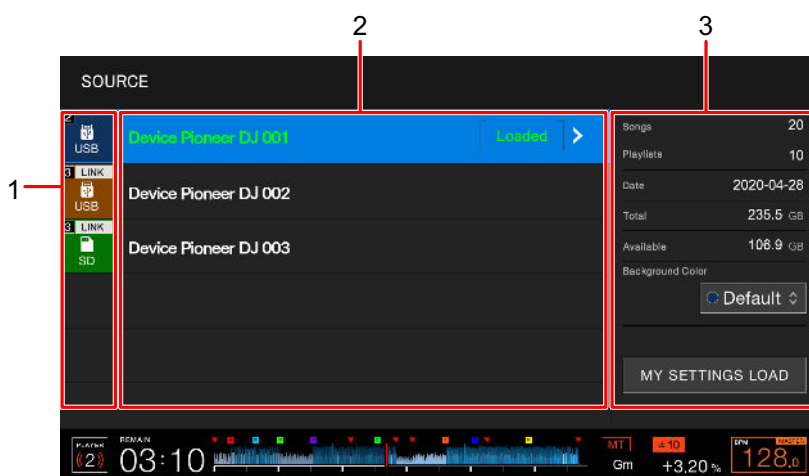 2
3
1
SOURCE
2
USB
Device Pioneer DJ 001
Loaded
3 LINK
USB
Device Pioneer DJ 002
3 LINK
SD
Device Pioneer DJ 003
Songs 20
Playlists 10
Date 2020-04-28
Total 235.5 GB
Available 106.9 GB
Background Color
Default
MY SETTINGS LOAD
PLAYER
2
REMAIN
03:10
MT
±10
Gm
+3,20 %
BPM MASTER
128.0